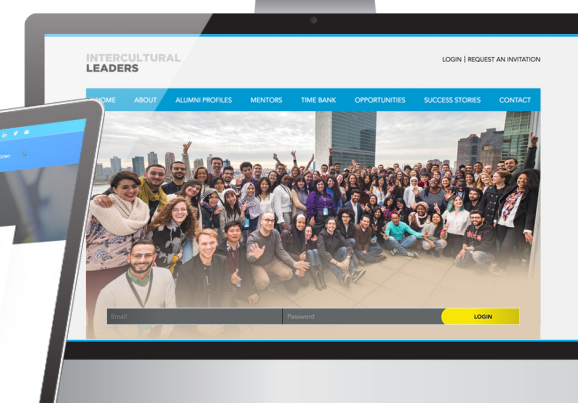 INTERCULTURAL
LEADERS
LOGIN | REQUEST AN INVITATION
HOME ABOUT ALUMNI PROFILES MENTORS TIME BANK OPPORTUNITIES SUCCESS STORIES CONTACT
Email Password LOGIN